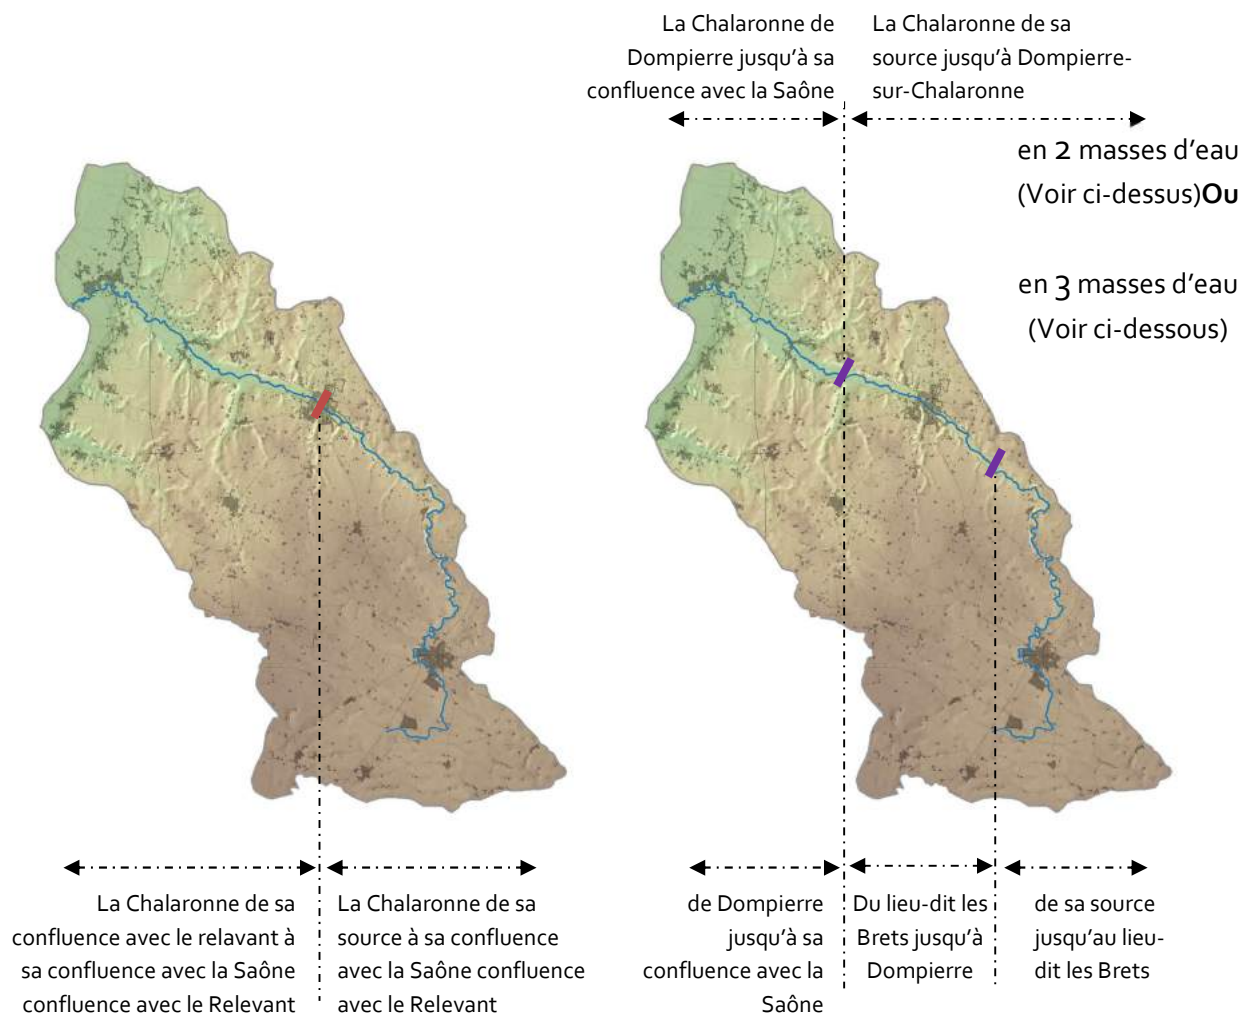 La Chalaronne de
Dompierre jusqu'à sa
confluence avec la Saône
La Chalaronne de sa
source jusqu'à Dompierre-
sur-Chalaronne
en 2 masses d'eau
(Voir ci-dessus)Ou
en 3 masses d'eau
(Voir ci-dessous)
La Chalaronne de sa
confluence avec le relavant à
sa confluence avec la Saône
confluence avec le Relevant
La Chalaronne de sa
source à sa confluence
avec la Saône confluence
avec le Relevant
de Dompierre
jusqu'à sa
confluence avec la
Saône
Du lieu-dit les
Brets jusqu'à
Dompierre
de sa source
jusqu'au lieu-
dit les Brets